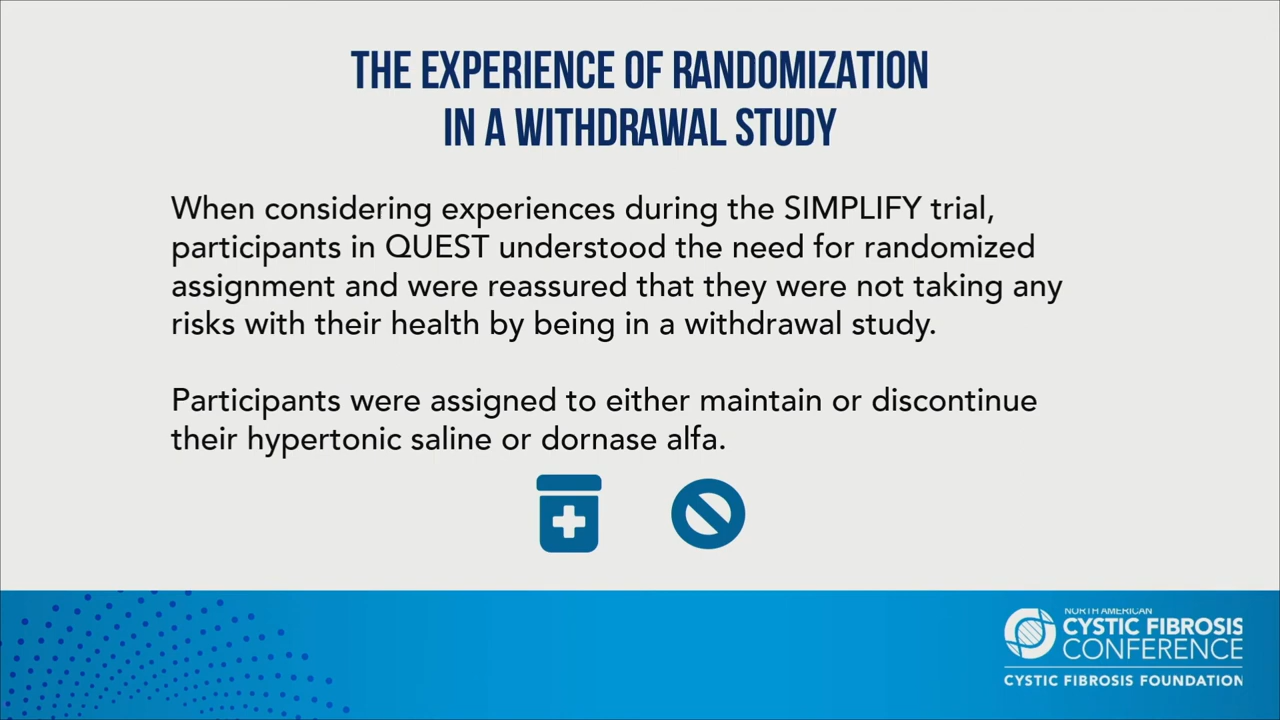 THE EXPERIENCE OF RANDOMIZATION
IN A WITHDRAWAL STUDY
When considering experiences during the SIMPLIFY trial,
participants in QUEST understood the need for randomized
assignment and were reassured that they were not taking any
risks with their health by being in a withdrawal study.
Participants were assigned to either maintain or discontinue
their hypertonic saline or dornase alfa.
NORTH AMERICAN
CYSTIC FIBROSIS
CONFERENCE
CYSTIC FIBROSIS FOUNDATION